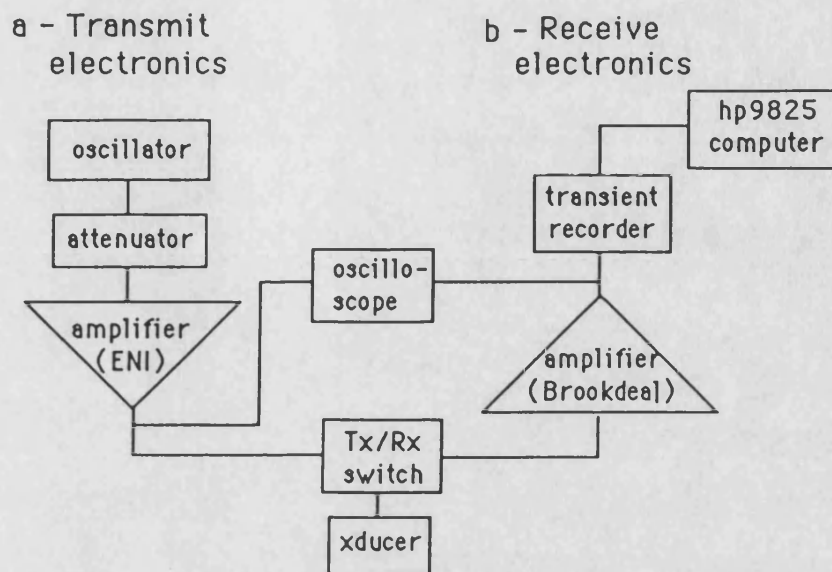 a - Transmit
electronics
b - Receive
electronics
hp9825
computer
oscillator
transient
recorder
attenuator
oscillo-
scope
amplifier
(ENI)
amplifier
(Brookdeal)
Tx/Rx
switch
xducer